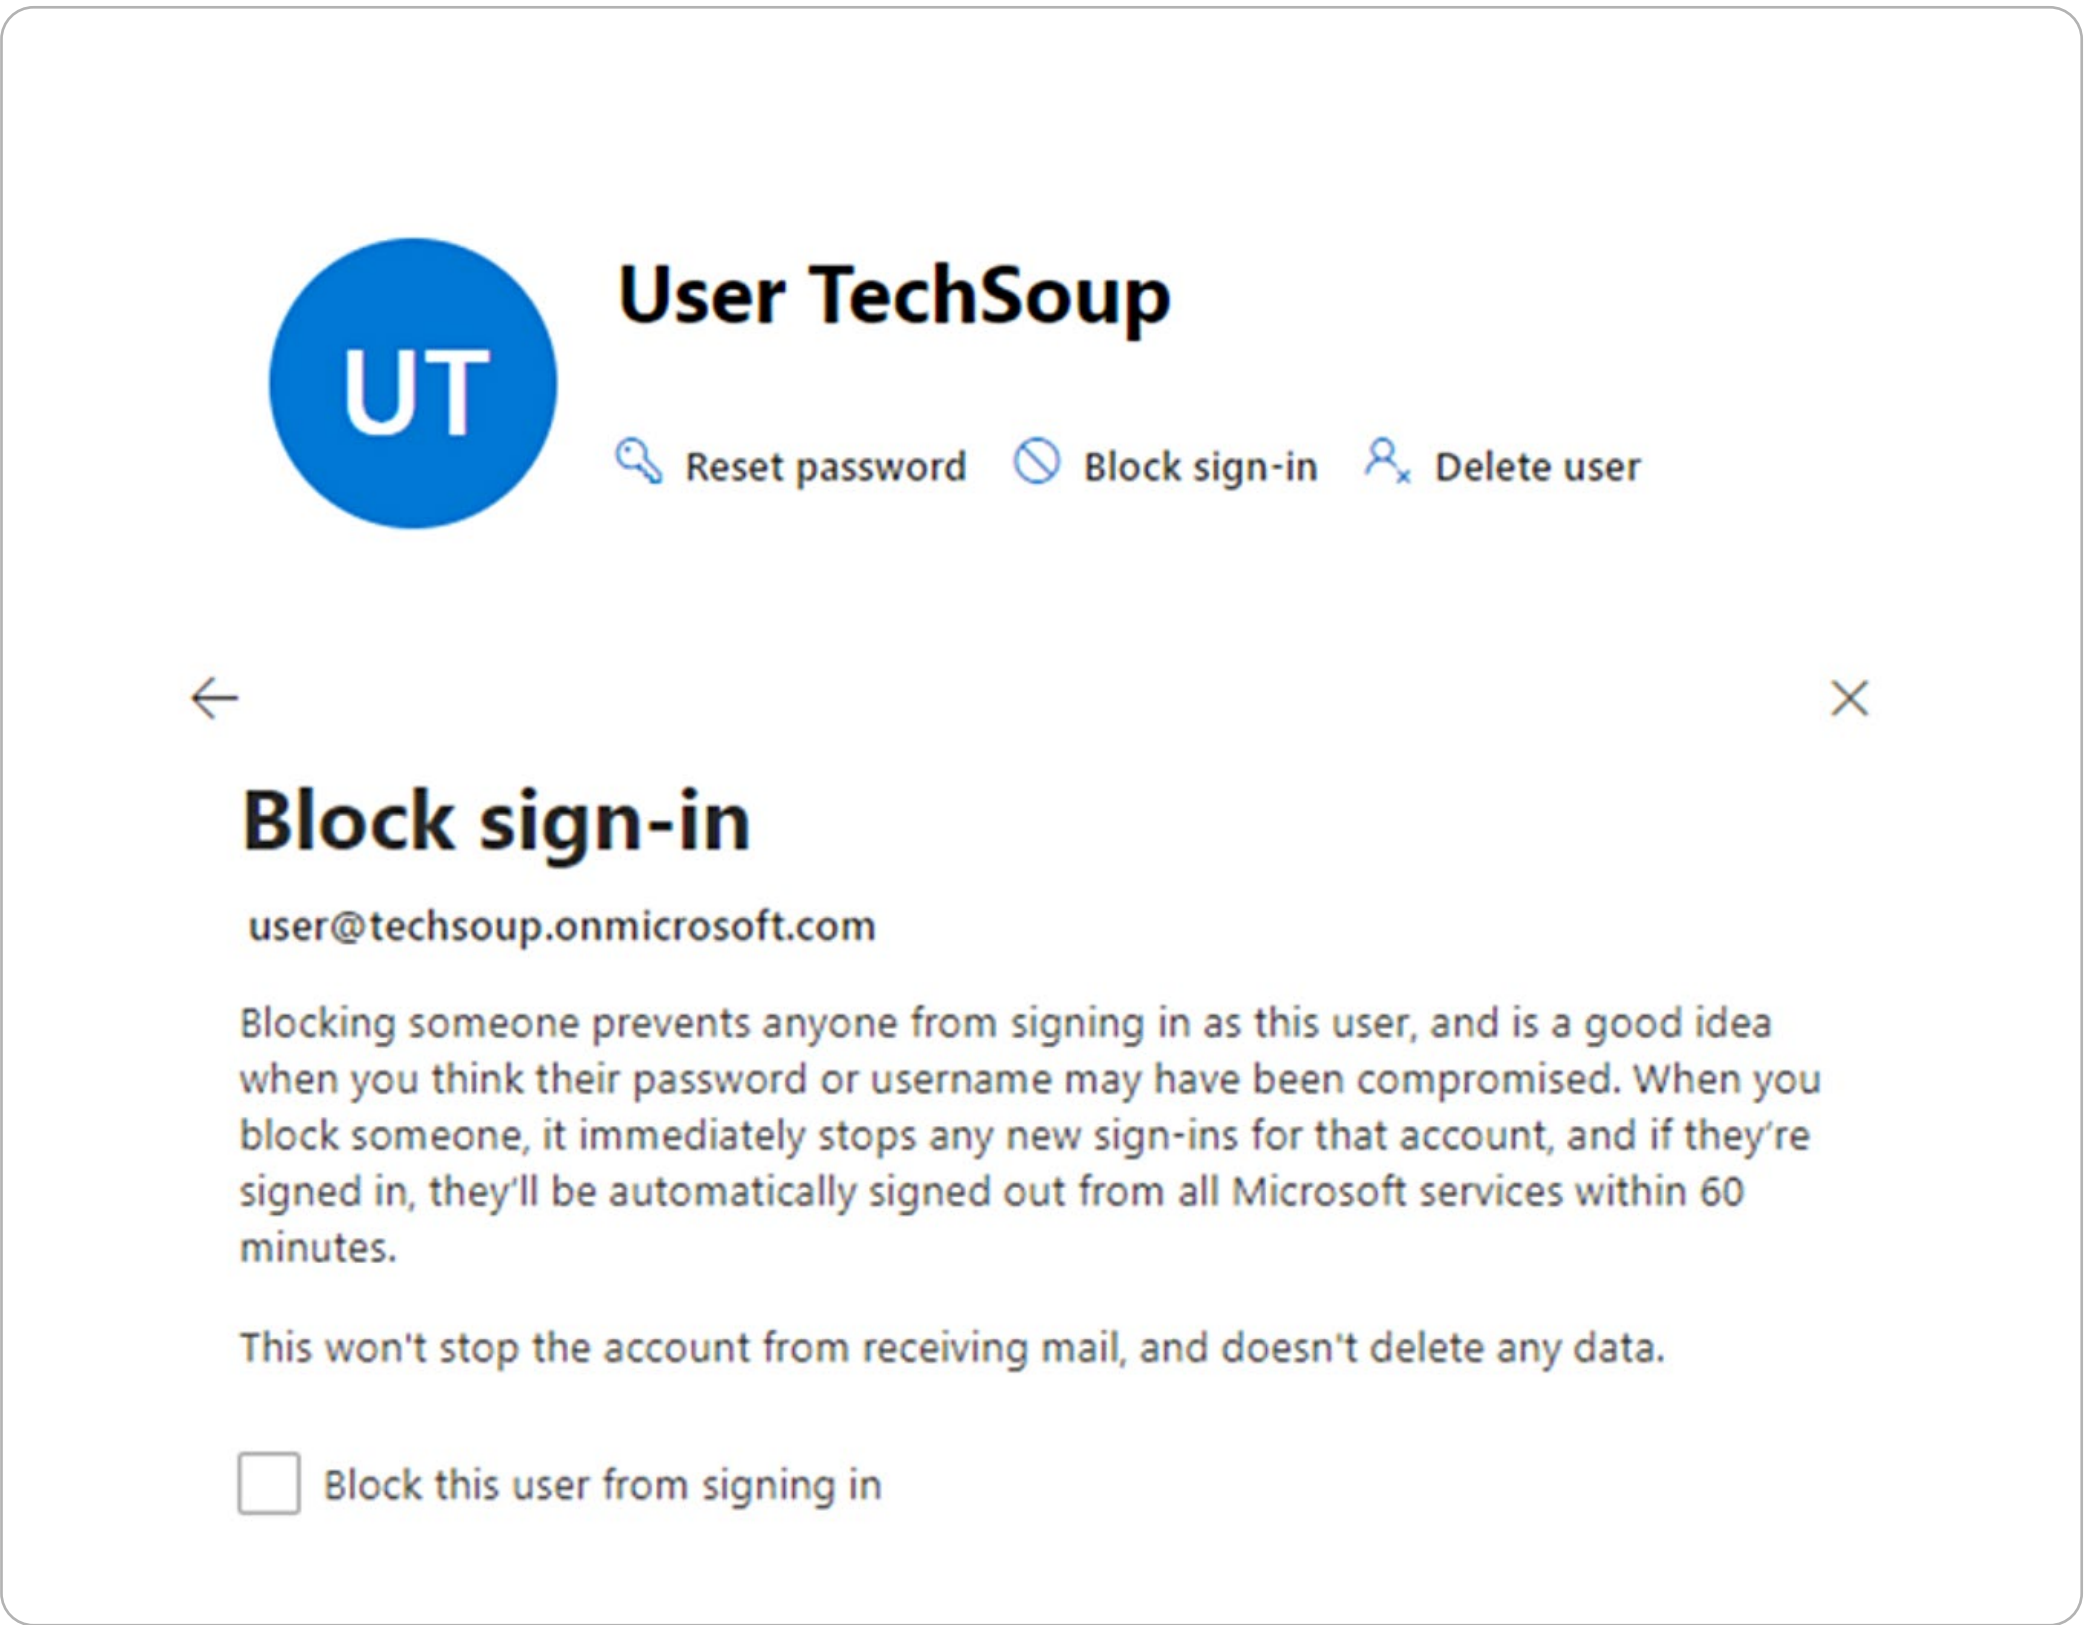 User TechSoup
UT
Reset password Block sign-in Delete user
Block sign-in
user@techsoup.onmicrosoft.com
Blocking someone prevents anyone from signing in as this user, and is a good idea
when you think their password or username may have been compromised. When you
block someone, it immediately stops any new sign-ins for that account, and if they’re
signed in, they'll be automatically signed out from all Microsoft services within 60
minutes.
This won't stop the account from receiving mail, and doesn't delete any data.
Block this user from signing in